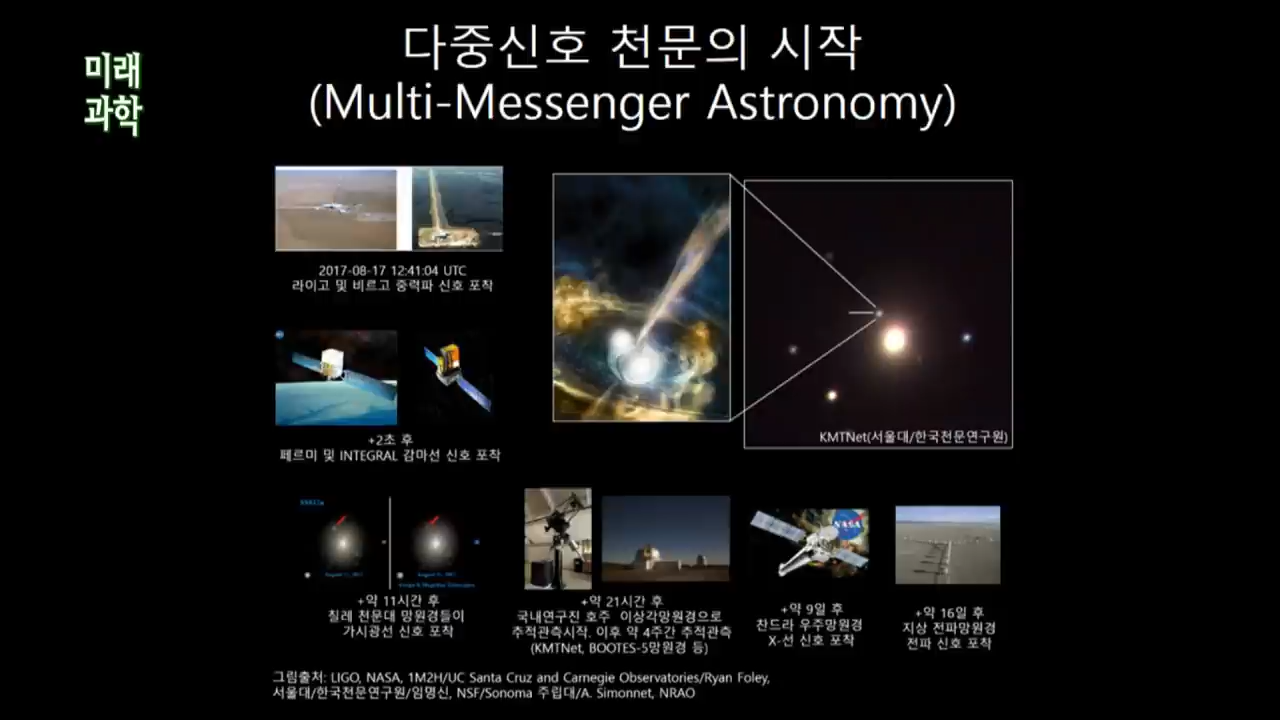 미래
과학
다중신호 천문의 시작
(Multi-Messenger Astronomy)
2017-08-17 12:41:04 UTC
라이고 및 비르고 중력파 신호 포착
KMTNet(서울대/한국천문연구원)
+2초 후
페르미 및 INTEGRAL 감마선 신호 포착
NASA
+약 11시간 후
칠레 천문대 망원경들이
가시광선 신호 포착
+약 21시간 후
국내연구진 호주 이상각망원경으로
추적관측시작. 이후 약 4주간 추적관측
(KMTNet, BOOTES-5망원경 등)
+약 9일 후
찬드라 우주망원경
X-선 신호 포착
+약 16일 후
지상 전파망원경
전파 신호 포착
그림출처: LIGO, NASA, 1M2H/UC Santa Cruz and Carnegie Observatories/Ryan Foley,
서울대/한국천문연구원/임명신, NSF/Sonoma 주립대/A. Simonnet, NRAO